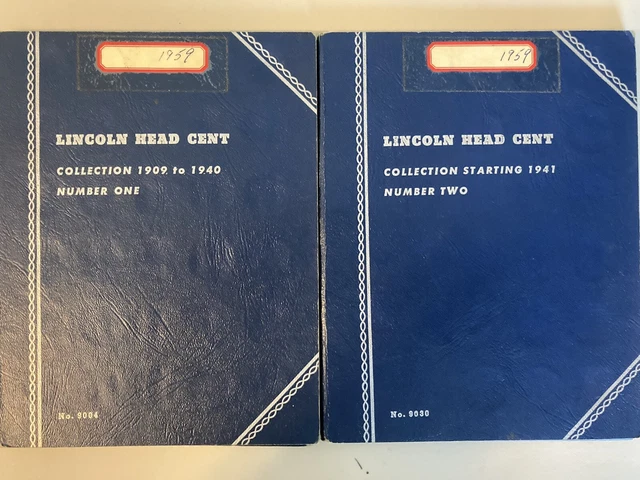 1959
LINCOLN HEAD CENT
COLLECTION 1909 to 1940
NUMBER ONE
No. 9004
1959
LINCOLN HEAD CENT
COLLECTION STARTING 1941
NUMBER TWO
No. 9030